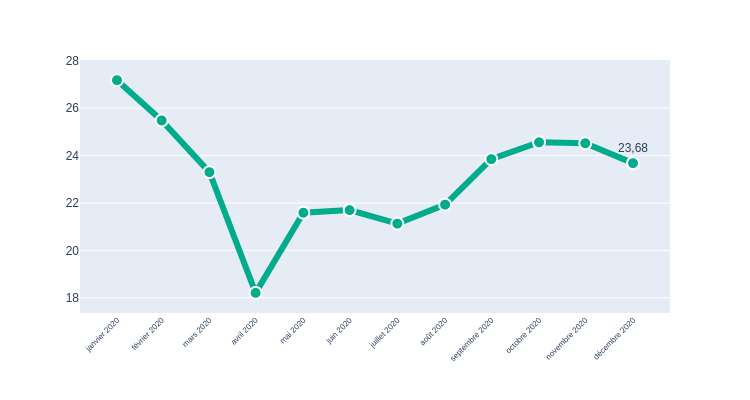 28
26
24
22
20
18
23,68
janvier 2020
février 2020
mars 2020
avril 2020
mai 2020
juin 2020
juillet 2020
août 2020
septembre 2020
octobre 2020
novembre 2020
décembre 2020